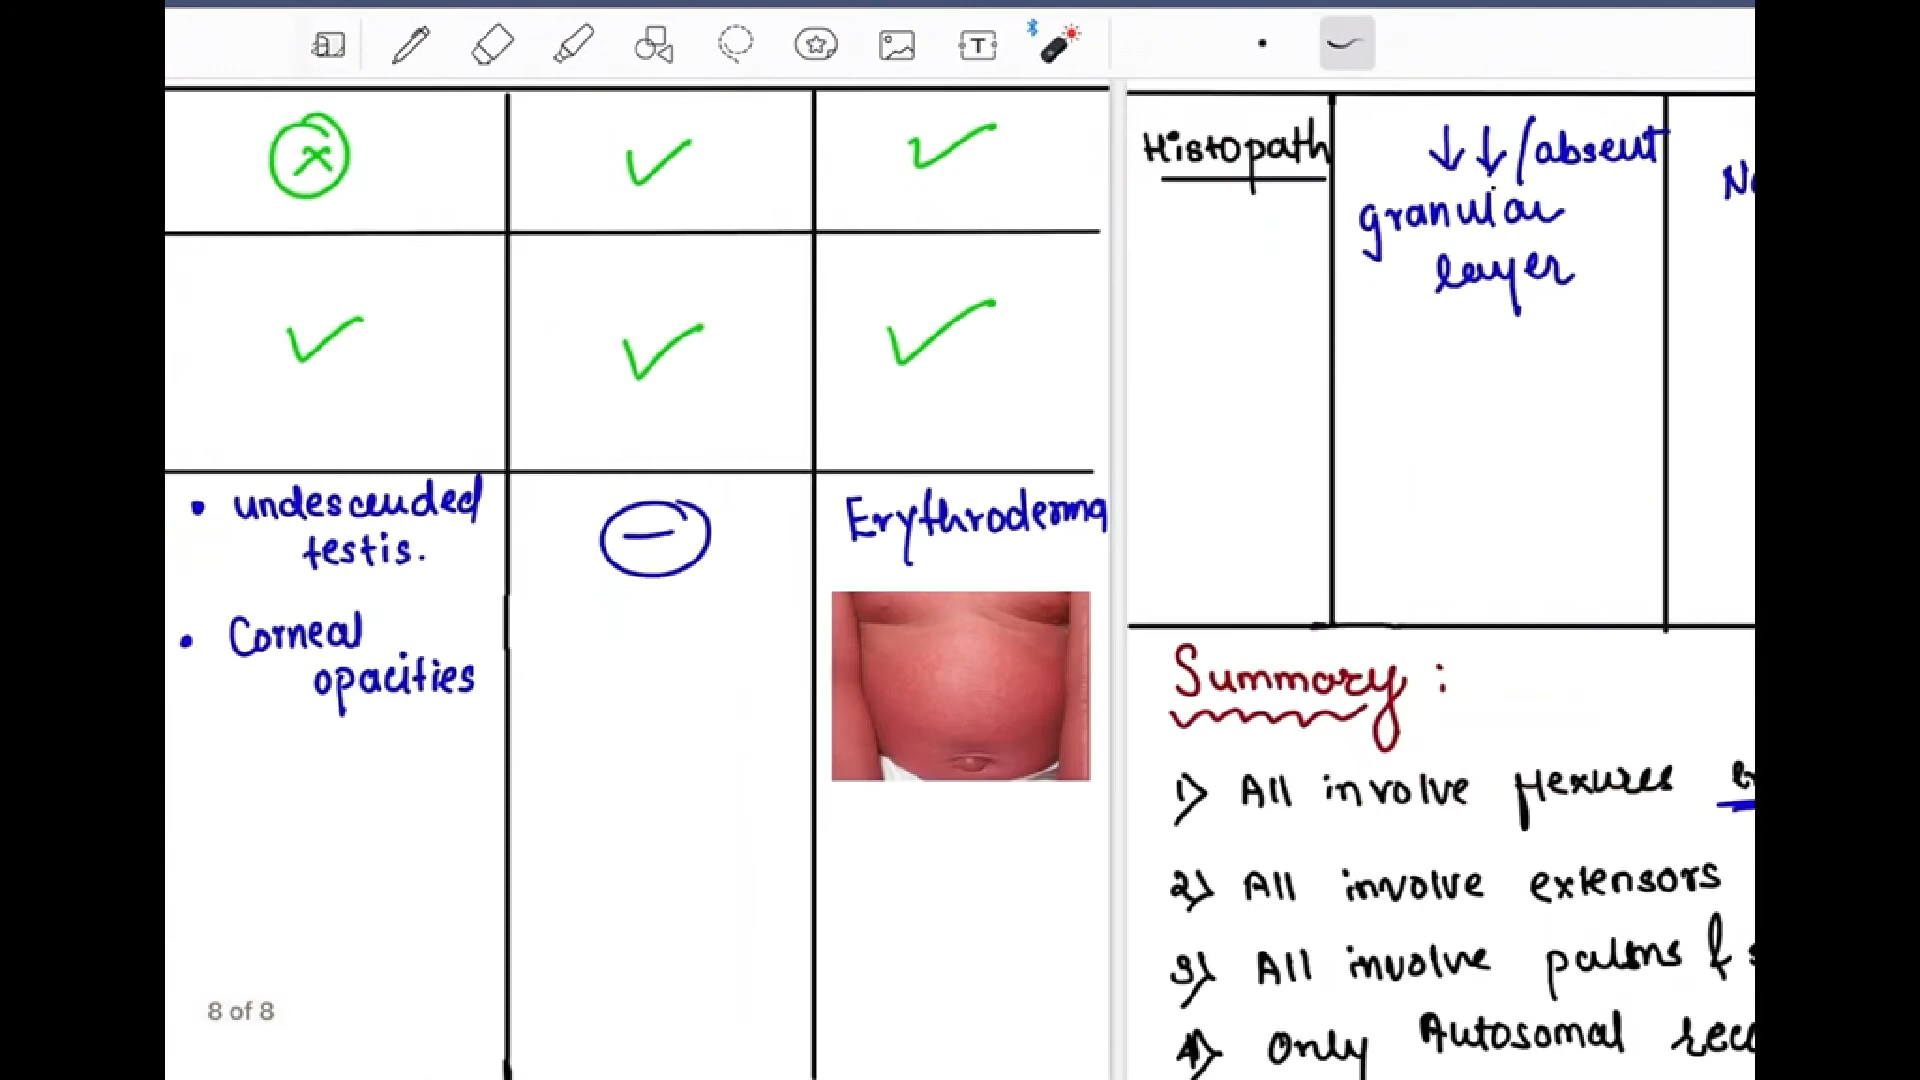 undescended
testis.
Corneal
opacities
Erythroderma
8 of 8
Histopath
↓↓/absent
granular
layer
Summary :
1) All involve flexures
2) All involve extensors
3) All involve palms &
4) Only Autosomal